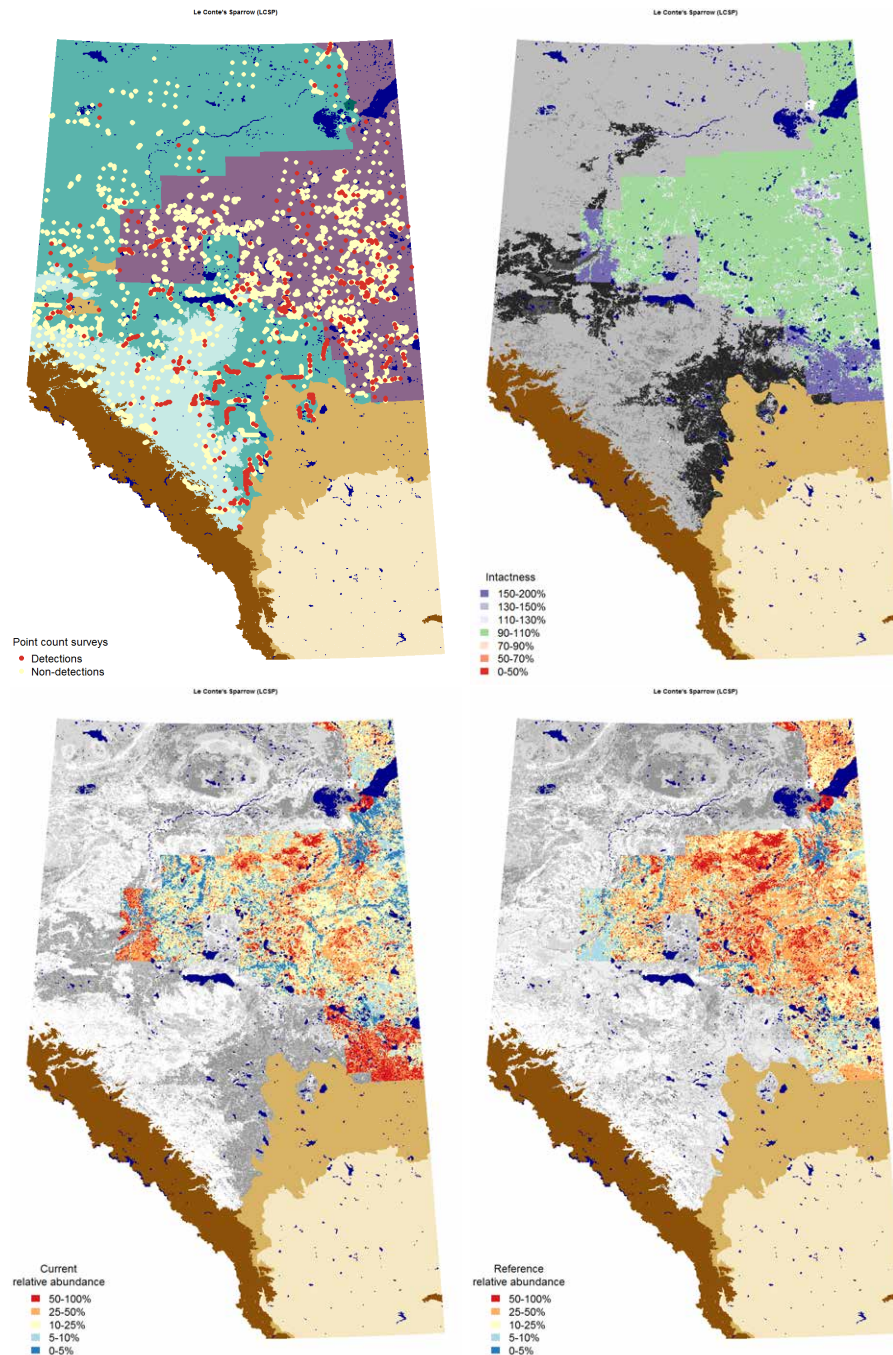 Le Conte's Sparrow (LCSP)
Point count surveys
Detections
Non-detections
Le Conte's Sparrow (LCSP)
Intactness
150-200%
130-150%
110-130%
90-110%
70-90%
50-70%
0-50%
Le Conte's Sparrow (LCSP)
Current
relative abundance
50-100%
25-50%
10-25%
5-10%
0-5%
Le Conte's Sparrow (LCSP)
Reference
relative abundance
50-100%
25-50%
10-25%
5-10%
0-5%